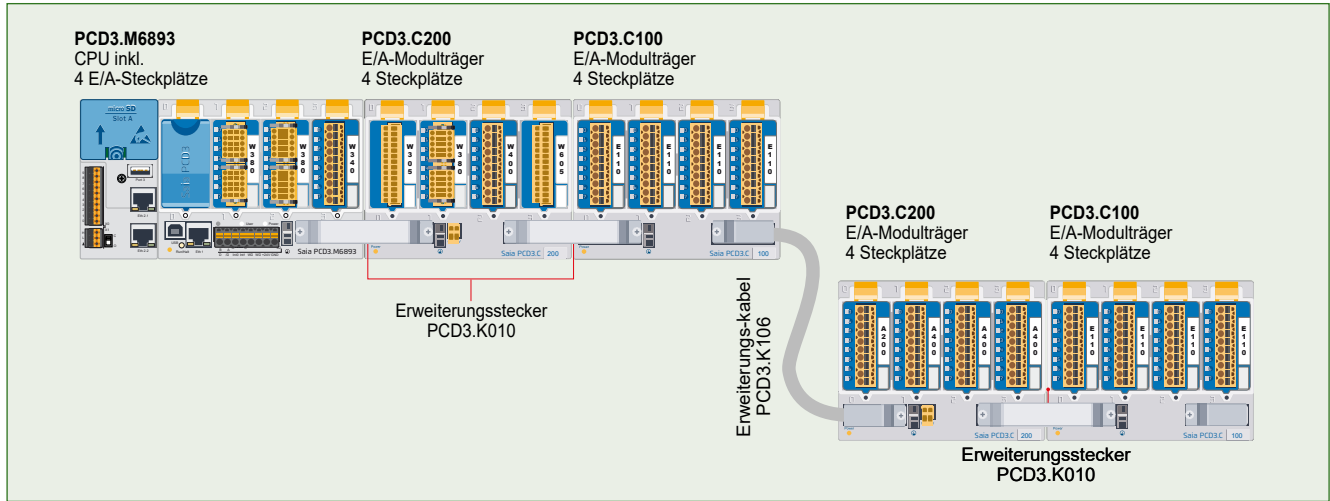 PCD3.M6893
CPU inkl.
4 E/A-Steckplätze
PCD3.C200
E/A-Modulträger
4 Steckplätze
PCD3.C100
E/A-Modulträger
4 Steckplätze
micro SD
Slot A
W380
W380
W340
W305
W400
W605
E110
E110
E110
E110
Saia PCD3.M6893
Saia PCD3.C 200
Saia PCD3.C 100
Erweiterungsstecker
PCD3.K010
Erweiterungs-kabel
PCD3.K106
PCD3.C200
E/A-Modulträger
4 Steckplätze
PCD3.C100
E/A-Modulträger
4 Steckplätze
A200
A400
A400
A400
E110
E110
E110
E110
Saia PCD3.C 200
Saia PCD3.C 100
Erweiterungsstecker
PCD3.K010